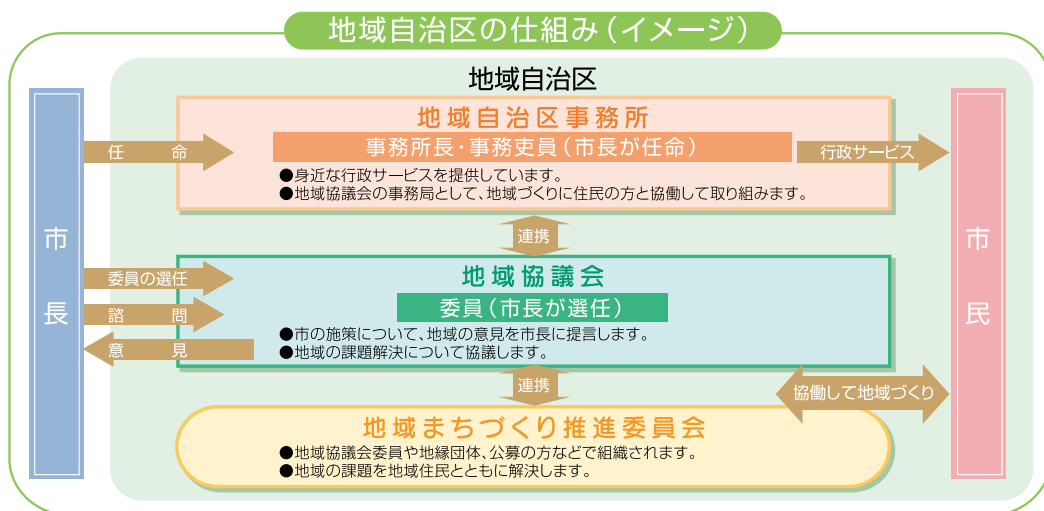 地域自治区の仕組み（イメージ）
地域自治区
市長
市民
地域自治区事務所
事務所長・事務吏員（市長が任命）
任命
行政サービス
●身近な行政サービスを提供しています。
●地域協議会の事務局として、地域づくりに住民の方と協働して取り組みます。
連携
地域協議会
委員（市長が選任）
委員の選任
諮問
意見
●市の施策について、地域の意見を市長に提言します。
●地域の課題解決について協議します。
連携
協働して地域づくり
地域まちづくり推進委員会
●地域協議会委員や地縁団体、公募の方などで組織されます。
●地域の課題を地域住民とともに解決します。